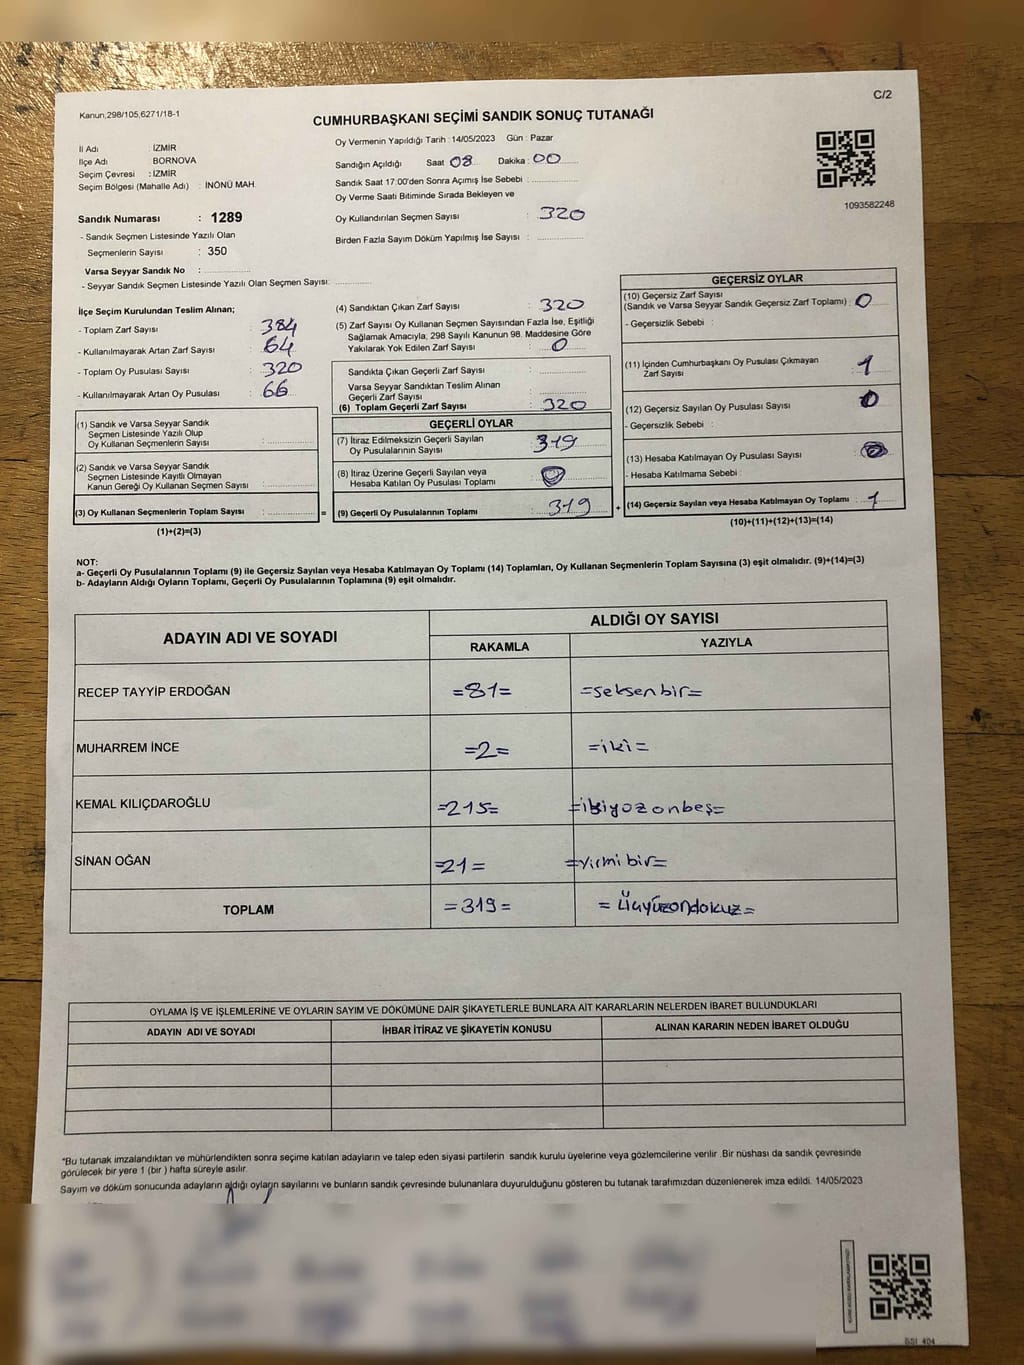 C/2
Kanun,298/105,6271/18-1
CUMHURBAŞKANI SEÇİMİ SANDIK SONUÇ TUTANAĞI
İl Adı : İZMİR
İlçe Adı : BORNOVA
Seçim Çevresi : İZMİR
Seçim Bölgesi (Mahalle Adı) : İNÖNÜ MAH.
Oy Vermenin Yapıldığı Tarih : 14/05/2023 Gün : Pazar
Sandığın Açıldığı Saat 08 Dakika : 00
Sandık Saat 17:00'den Sonra Açımış İse Sebebi :
Oy Verme Saati Bitiminde Sırada Bekleyen ve
Oy Kullandırılan Seçmen Sayısı : 320
Birden Fazla Sayım Döküm Yapılmış İse Sayısı :
1093582248
Sandık Numarası : 1289
- Sandık Seçmen Listesinde Yazılı Olan
Seçmenlerin Sayısı : 350
Varsa Seyyar Sandık No :
- Seyyar Sandık Seçmen Listesinde Yazılı Olan Seçmen Sayısı:
İlçe Seçim Kurulundan Teslim Alınan;
- Toplam Zarf Sayısı : 384
- Kullanılmayarak Artan Zarf Sayısı : 64
- Toplam Oy Pusulası Sayısı : 320
- Kullanılmayarak Artan Oy Pusulası : 66
(4) Sandıktan Çıkan Zarf Sayısı : 320
(5) Zarf Sayısı Oy Kullanan Seçmen Sayısından Fazla İse, Eşitliği
Sağlamak Amacıyla, 298 Sayılı Kanunun 98. Maddesine Göre
Yakılarak Yok Edilen Zarf Sayısı : 0
Sandıkta Çıkan Geçerli Zarf Sayısı :
Varsa Seyyar Sandıktan Teslim Alınan
Geçerli Zarf Sayısı :
(6) Toplam Geçerli Zarf Sayısı : 320
GEÇERSİZ OYLAR
(10) Geçersiz Zarf Sayısı
(Sandık ve Varsa Seyyar Sandık Geçersiz Zarf Toplamı) : 0
- Geçersizlik Sebebi :
(11) İçinden Cumhurbaşkanı Oy Pusulası Çıkmayan
Zarf Sayısı : 1
(12) Geçersiz Sayılan Oy Pusulası Sayısı : 0
- Geçersizlik Sebebi :
(13) Hesaba Katılmayan Oy Pusulası Sayısı :
- Hesaba Katılmama Sebebi :
(14) Geçersiz Sayılan veya Hesaba Katılmayan Oy Toplamı : 1
(10)+(11)+(12)+(13)=(14)
(1) Sandık ve Varsa Seyyar Sandık
Seçmen Listesinde Yazılı Olup
Oy Kullanan Seçmenlerin Sayısı :
(2) Sandık ve Varsa Seyyar Sandık
Seçmen Listesinde Kayıtlı Olmayan
Kanun Gereği Oy Kullanan Seçmen Sayısı :
(3) Oy Kullanan Seçmenlerin Toplam Sayısı : =
(1)+(2)=(3)
GEÇERLİ OYLAR
(7) İtiraz Edilmeksizin Geçerli Sayılan
Oy Pusulalarının Sayısı : 319
(8) İtiraz Üzerine Geçerli Sayılan veya
Hesaba Katılan Oy Pusulası Toplamı :
(9) Geçerli Oy Pusulalarının Toplamı : 319 +
NOT:
a- Geçerli Oy Pusulalarının Toplamı (9) ile Geçersiz Sayılan veya Hesaba Katılmayan Oy Toplamı (14) Toplamları, Oy Kullanan Seçmenlerin Toplam Sayısına (3) eşit olmalıdır. (9)+(14)=(3)
b- Adayların Aldığı Oyların Toplamı, Geçerli Oy Pusulalarının Toplamına (9) eşit olmalıdır.
ADAYIN ADI VE SOYADI
ALDIĞI OY SAYISI
RAKAMLA YAZIYLA
RECEP TAYYİP ERDOĞAN =81= =seksenbir=
MUHARREM İNCE =2= =iki=
KEMAL KILIÇDAROĞLU =215= =ikiyozonbeş=
SİNAN OĞAN =21= =yirmibir=
TOPLAM =319= =üçyüzondokuz=
OYLAMA İŞ VE İŞLEMLERİNE VE OYLARIN SAYIM VE DÖKÜMÜNE DAİR ŞİKAYETLERLE BUNLARA AİT KARARLARIN NELERDEN İBARET BULUNDUKLARI
ADAYIN ADI VE SOYADI İHBAR İTİRAZ VE ŞİKAYETİN KONUSU ALINAN KARARIN NEDEN İBARET OLDUĞU
*Bu tutanak imzalandıktan ve mühürlendikten sonra seçime katılan adayların ve talep eden siyasi partilerin sandık kurulu üyelerine veya gözlemcilerine verilir .Bir nüshası da sandık çevresinde
görülecek bir yere 1 (bir ) hafta süreyle asılır.
Sayım ve döküm sonucunda adayların aldığı oyların sayılarını ve bunların sandık çevresinde bulunanlara duyurulduğunu gösteren bu tutanak tarafımızdan düzenlenerek imza edildi. 14/05/2023